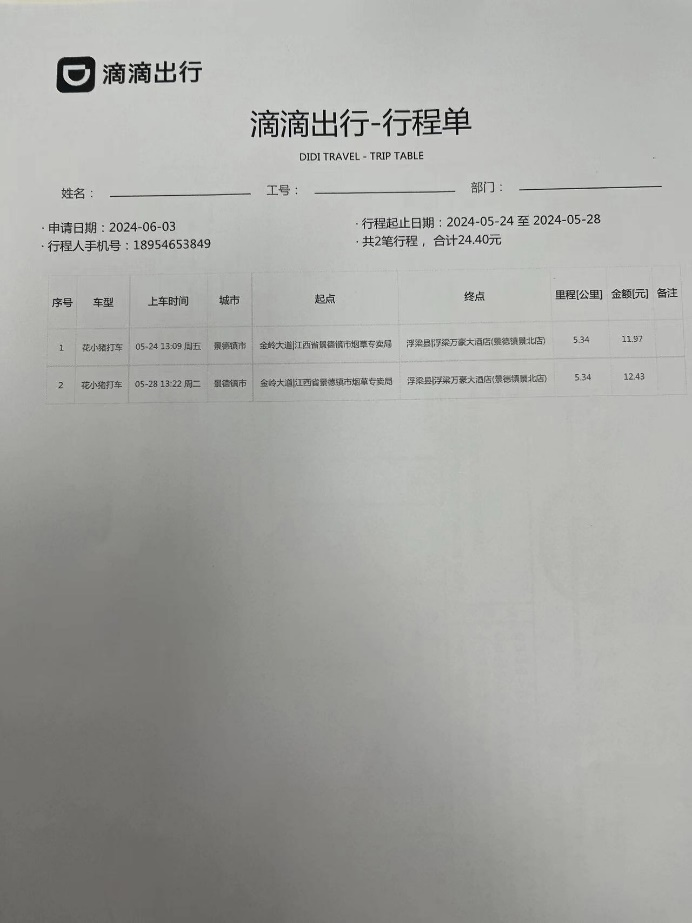 滴滴出行
滴滴出行-行程单
DIDI TRAVEL - TRIP TABLE
姓名： 工号： 部门：
· 申请日期：2024-06-03 · 行程起止日期：2024-05-24 至 2024-05-28
· 行程人手机号：18954653849 · 共2笔行程， 合计24.40元
序号 车型 上车时间 城市 起点 终点 里程[公里] 金额[元] 备注
1 花小猪打车 05-24 13:09 周五 景德镇市 金岭大道|江西省景德镇市烟草专卖局 浮梁县|浮梁万豪大酒店(景德镇景北店) 5.34 11.97
2 花小猪打车 05-28 13:22 周二 景德镇市 金岭大道|江西省景德镇市烟草专卖局 浮梁县|浮梁万豪大酒店(景德镇景北店) 5.34 12.43